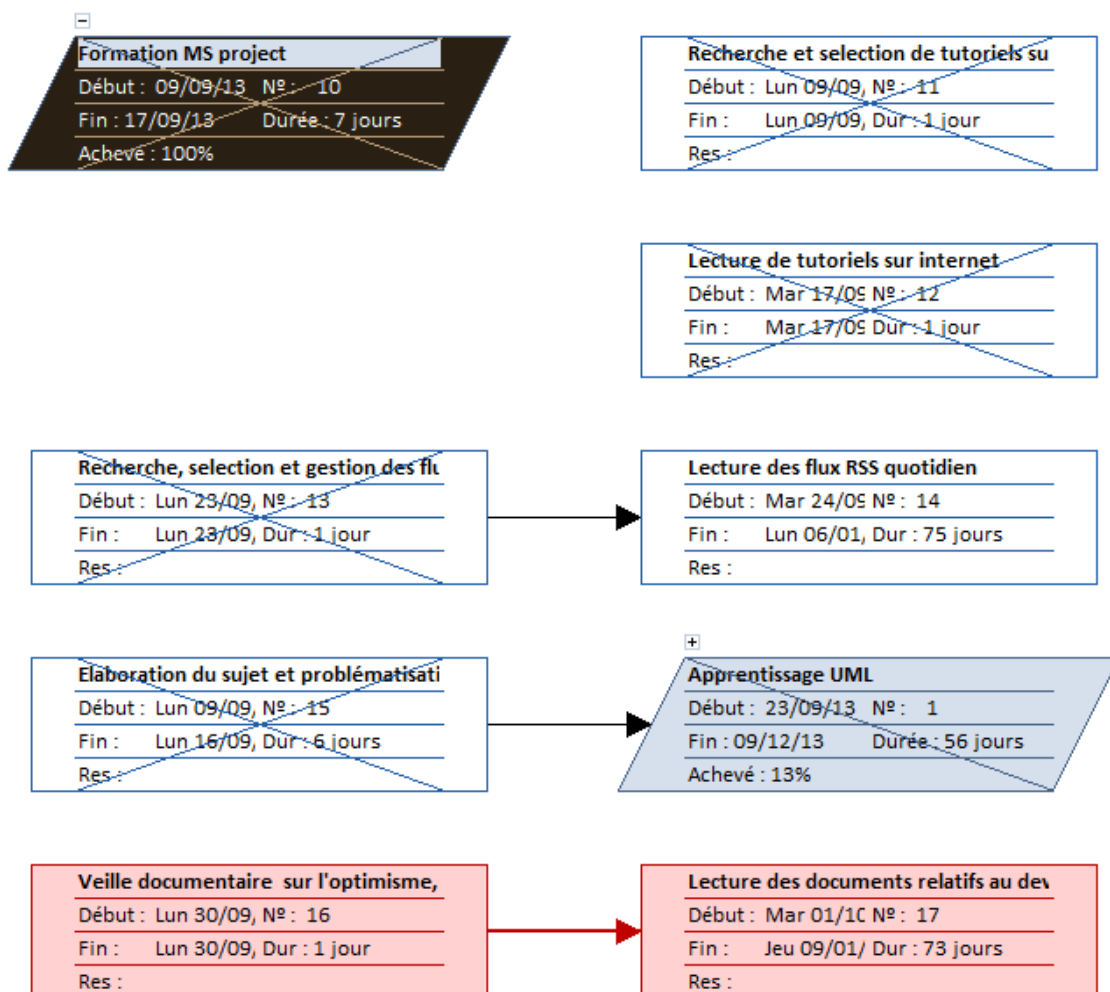 Formation MS project
Début : 09/09/13 Nº : 10
Fin : 17/09/13 Durée : 7 jours
Achevé : 100%
Recherche et selection de tutoriels su
Début : Lun 09/09, Nº : 11
Fin : Lun 09/09, Dur : 1 jour
Res :
Lecture de tutoriels sur internet
Début : Mar 17/09 Nº : 12
Fin : Mar 17/09 Dur : 1 jour
Res :
Recherche, selection et gestion des flu
Début : Lun 23/09, Nº : 13
Fin : Lun 23/09, Dur : 1 jour
Res :
Lecture des flux RSS quotidien
Début : Mar 24/09 Nº : 14
Fin : Lun 06/01, Dur : 75 jours
Res :
Elaboration du sujet et problématisati
Début : Lun 09/09, Nº : 15
Fin : Lun 16/09, Dur : 6 jours
Res :
Apprentissage UML
Début : 23/09/13 Nº : 1
Fin : 09/12/13 Durée : 56 jours
Achevé : 13%
Veille documentaire sur l'optimisme,
Début : Lun 30/09, Nº : 16
Fin : Lun 30/09, Dur : 1 jour
Res :
Lecture des documents relatifs au dev
Début : Mar 01/10 Nº : 17
Fin : Jeu 09/01/ Dur : 73 jours
Res :